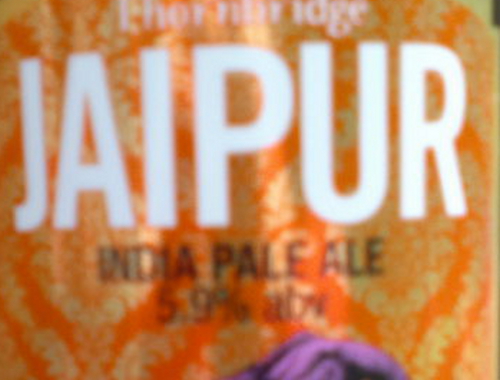 Thornbridge
JAIPUR
INDIA PALE ALE
5.9% abv